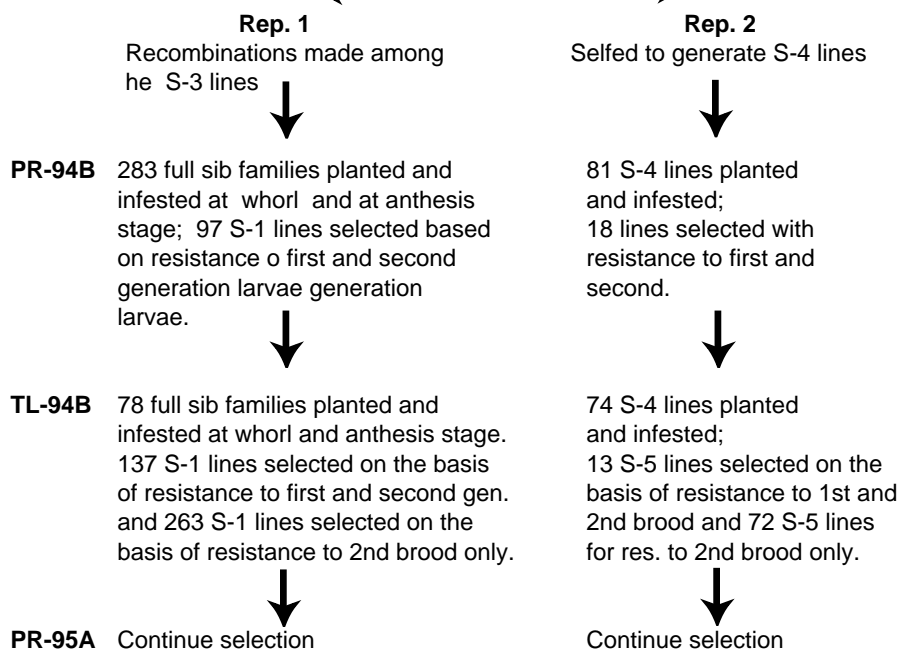 Rep. 1
Recombinations made among
he S-3 lines
Rep. 2
Selfed to generate S-4 lines
PR-94B 283 full sib families planted and
infested at whorl and at anthesis
stage; 97 S-1 lines selected based
on resistance o first and second
generation larvae generation
larvae.
81 S-4 lines planted
and infested;
18 lines selected with
resistance to first and
second.
TL-94B 78 full sib families planted and
infested at whorl and anthesis stage.
137 S-1 lines selected on the basis
of resistance to first and second gen.
and 263 S-1 lines selected on the
basis of resistance to 2nd brood only.
74 S-4 lines planted
and infested;
13 S-5 lines selected on the
basis of resistance to 1st and
2nd brood and 72 S-5 lines
for res. to 2nd brood only.
PR-95A Continue selection
Continue selection